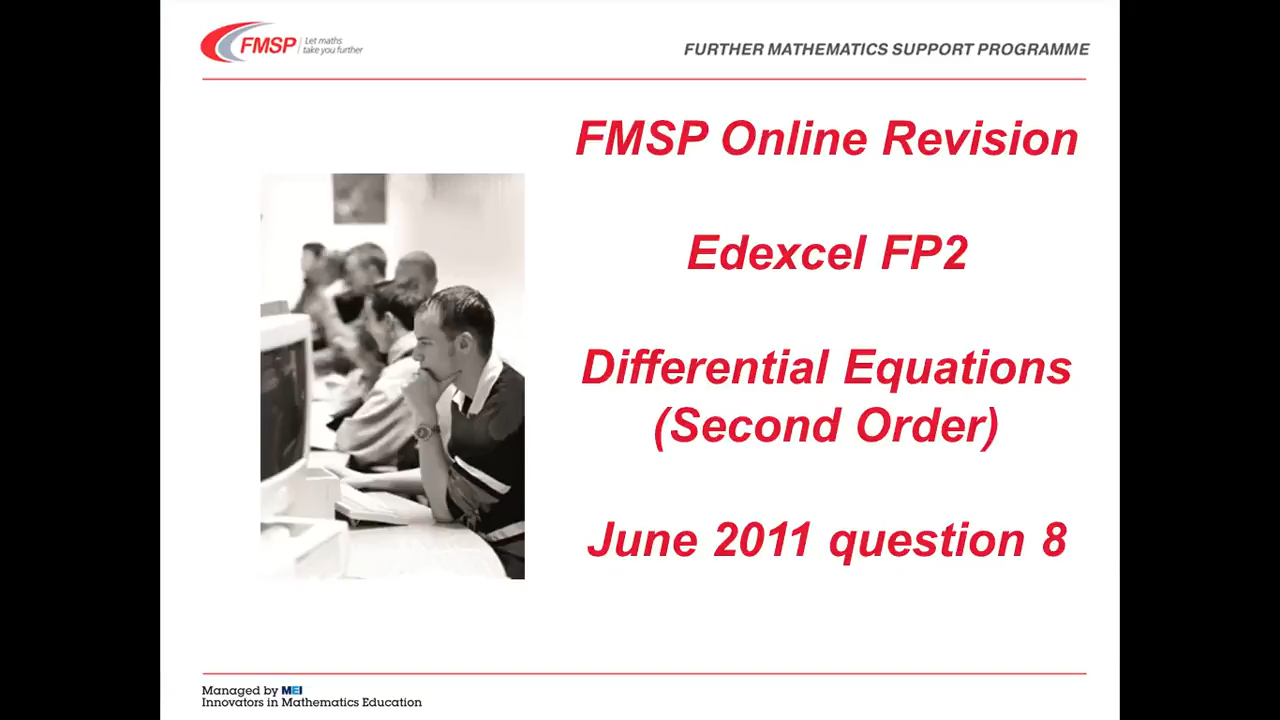 FMSP
Let maths
take you further
FURTHER MATHEMATICS SUPPORT PROGRAMME
FMSP Online Revision
Edexcel FP2
Differential Equations
(Second Order)
June 2011 question 8
Managed by MEI
Innovators in Mathematics Education